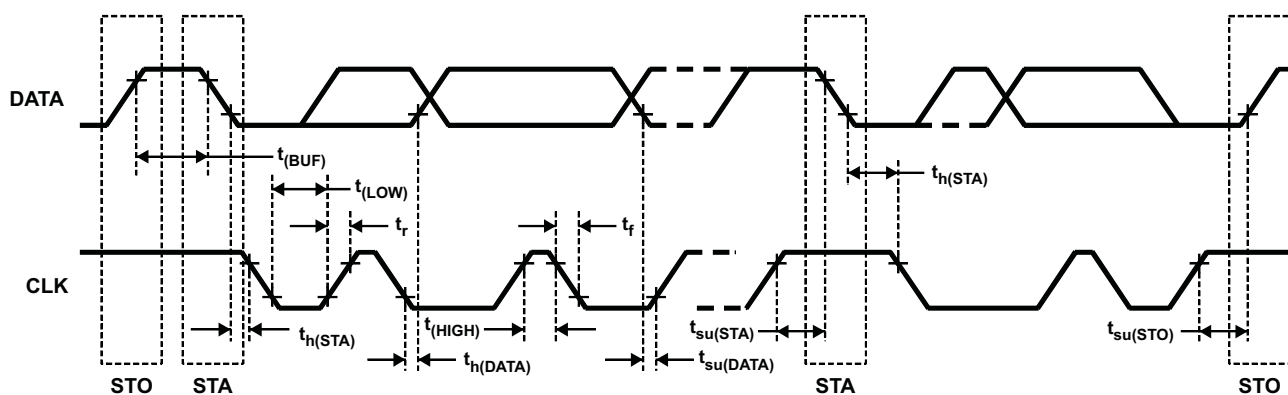 DATA
t(BUF)
t(LOW)
th(STA)
tr
tf
CLK
th(STA)
t(HIGH)
tsu(STA)
tsu(STO)
th(DATA)
tsu(DATA)
STO
STA
STA
STO